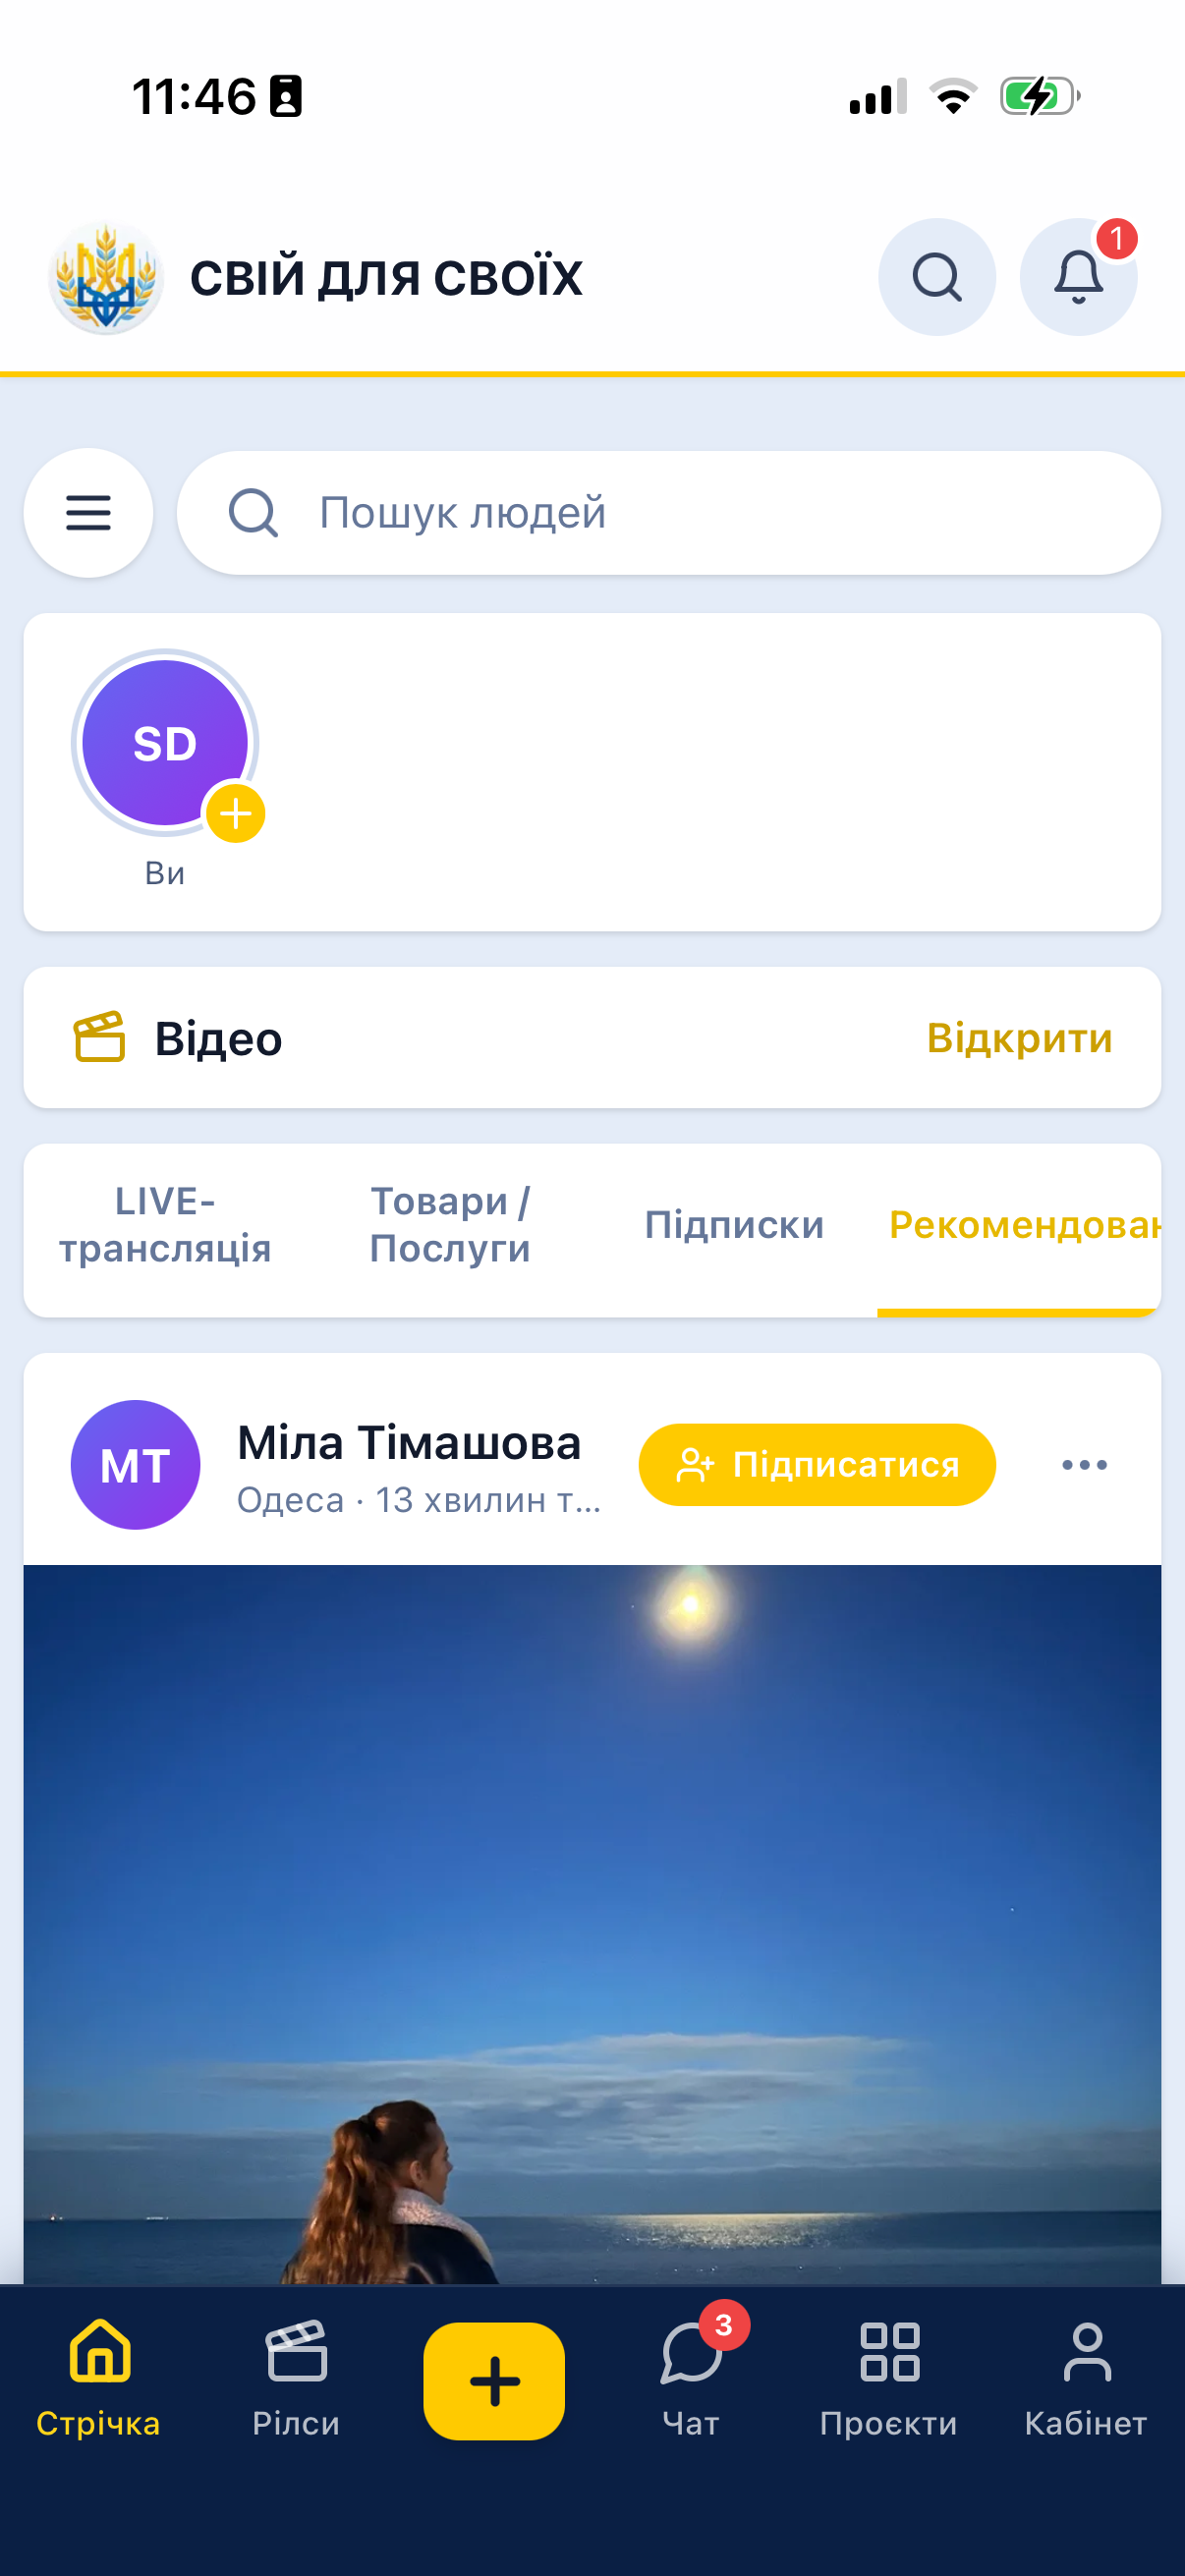 11:46
СВІЙ ДЛЯ СВОЇХ
1
Пошук людей
SD
Ви
Відео
Відкрити
LIVE-
трансляція
Товари /
Послуги
Підписки
Рекомендован
МТ
Міла Тімашова
Одеса · 13 хвилин т...
Підписатися
3
Стрічка
Рілси
Чат
Проєкти
Кабінет